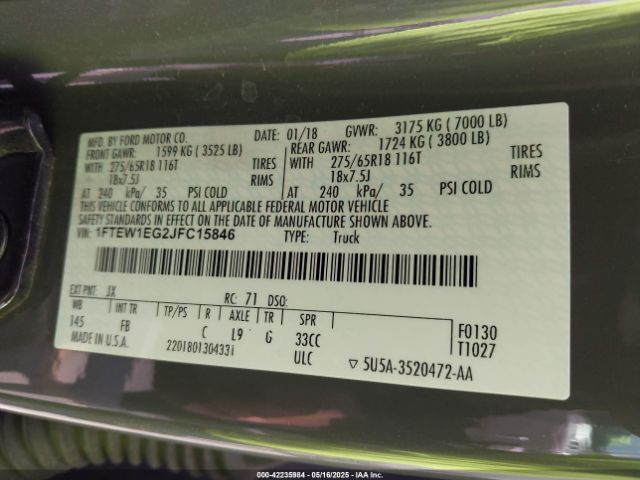 MFD. BY FORD MOTOR CO. DATE: 01/18 GVWR: 3175 KG ( 7000 LB)
FRONT GAWR: 1599 KG ( 3525 LB) REAR GAWR: 1724 KG ( 3800 LB)
WITH 275/65R18 116T TIRES WITH 275/65R18 116T TIRES
18x7.5J RIMS 18x7.5J RIMS
AT 240 kPa/ 35 PSI COLD AT 240 kPa/ 35 PSI COLD
THIS VEHICLE CONFORMS TO ALL APPLICABLE FEDERAL MOTOR VEHICLE
SAFETY STANDARDS IN EFFECT ON THE DATE OF MANUFACTURE SHOWN ABOVE.
VIN: 1FTEW1EG2JFC15846 TYPE: Truck
EXT PNT: JX RC: 71 DSO:
WB INT TR TP/PS R AXLE TR SPR
145 FB C L9 G 33CC F0130
MADE IN U.S.A. 220180130433i ULC T1027
▽ 5U5A-3520472-AA
000-42235984 - 05/16/2025 - IAA Inc.